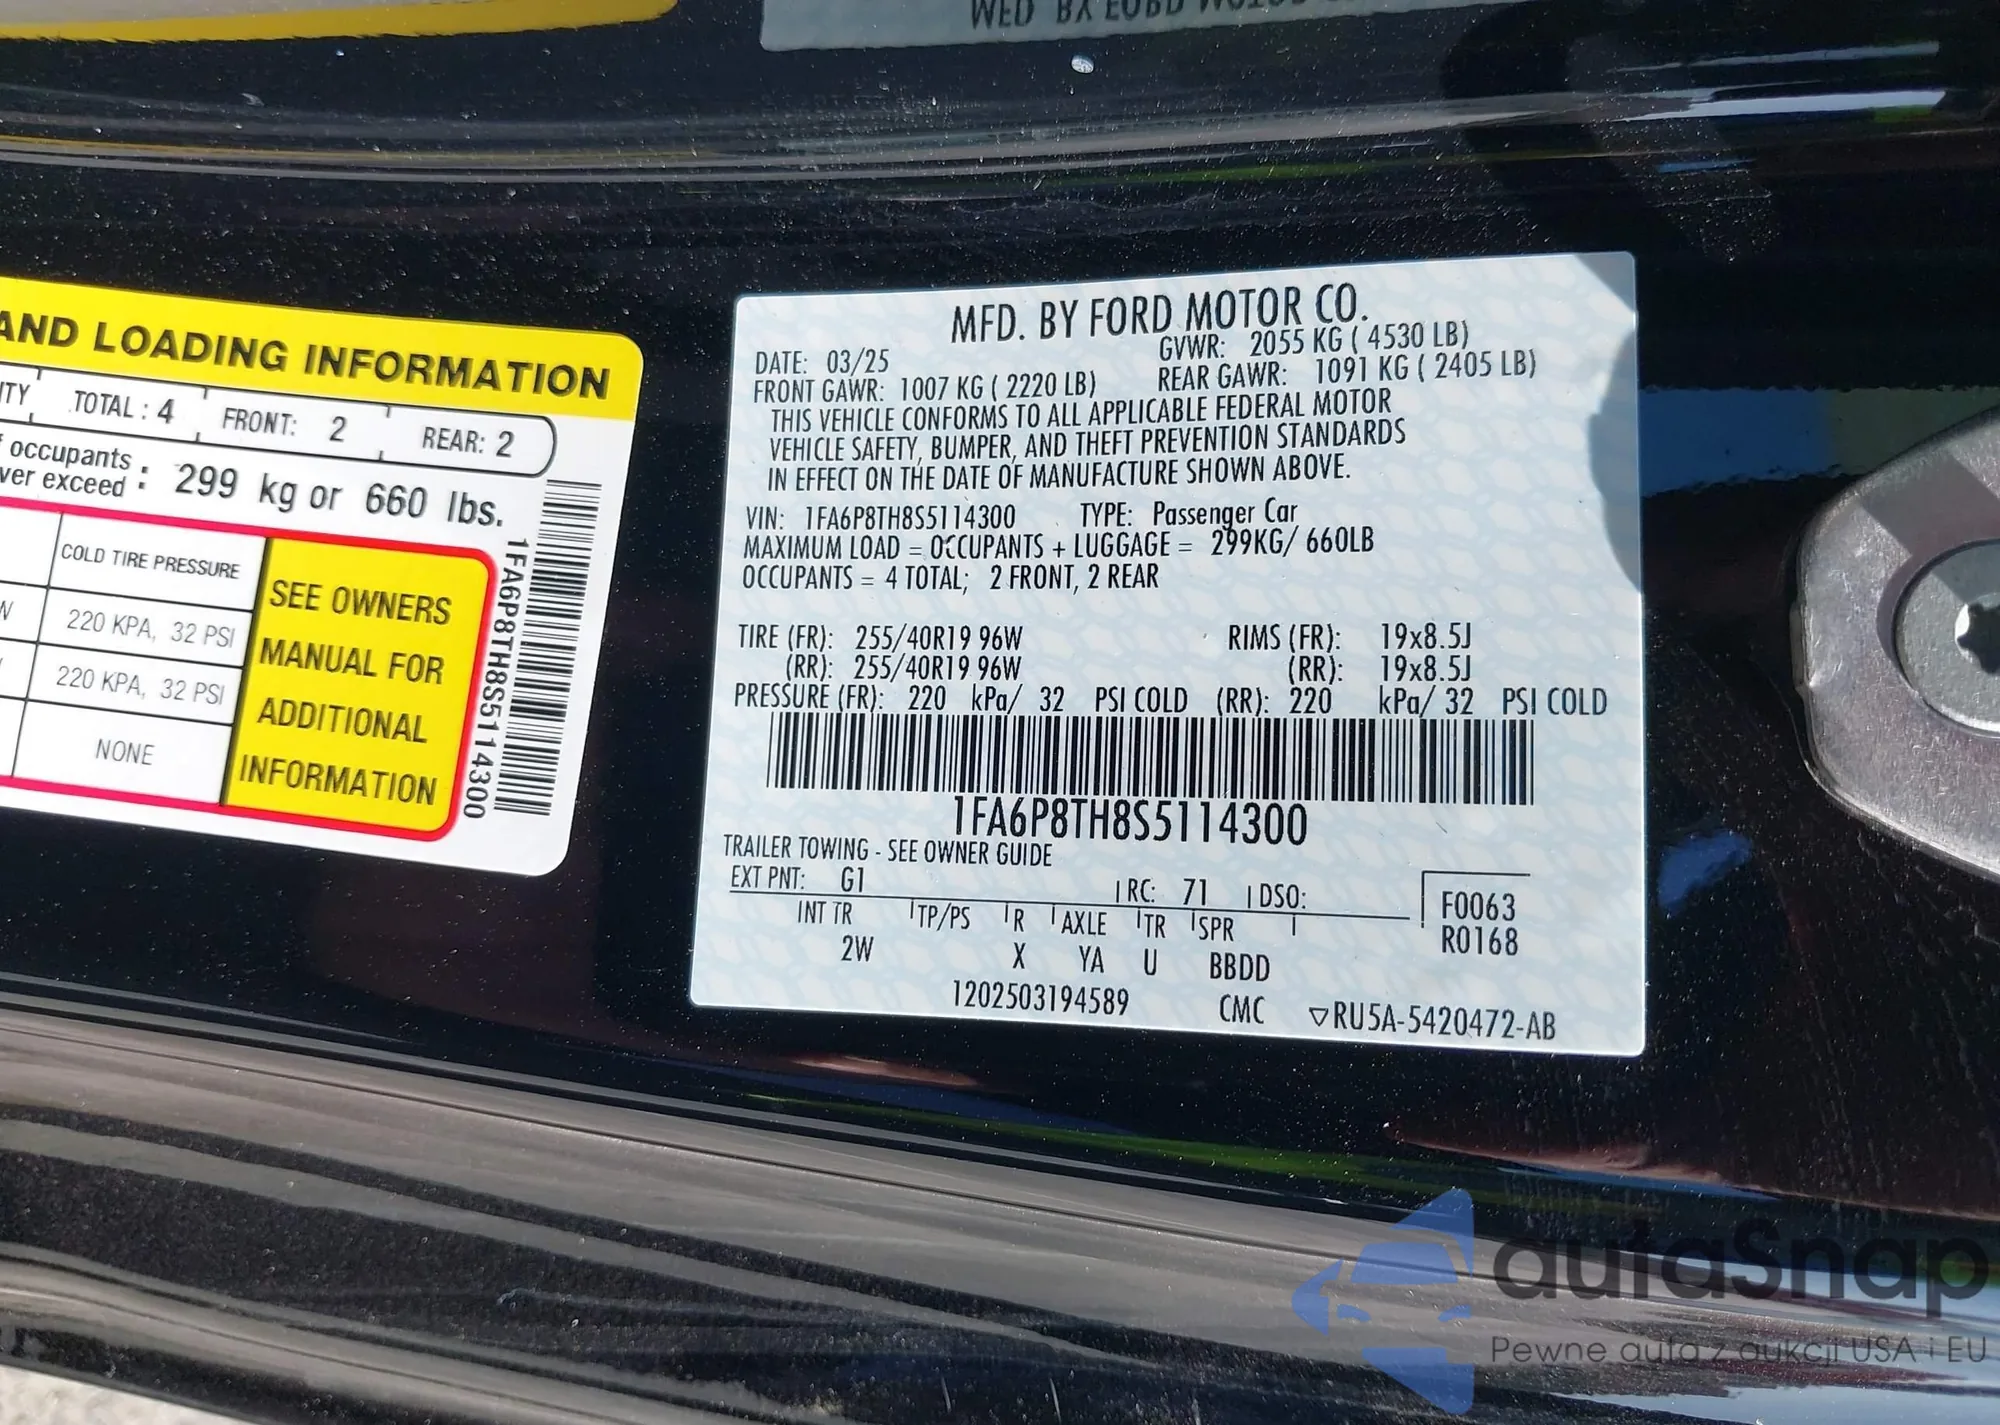 WED BX
AND LOADING INFORMATION
TOTAL : 4 FRONT: 2 REAR: 2
occupants
ver exceed : 299 kg or 660 lbs.
COLD TIRE PRESSURE
220 KPA, 32 PSI
220 KPA, 32 PSI
NONE
SEE OWNERS
MANUAL FOR
ADDITIONAL
INFORMATION
1FA6P8TH8S5114300
MFD. BY FORD MOTOR CO.
DATE: 03/25 GVWR: 2055 KG ( 4530 LB)
FRONT GAWR: 1007 KG ( 2220 LB) REAR GAWR: 1091 KG ( 2405 LB)
THIS VEHICLE CONFORMS TO ALL APPLICABLE FEDERAL MOTOR
VEHICLE SAFETY, BUMPER, AND THEFT PREVENTION STANDARDS
IN EFFECT ON THE DATE OF MANUFACTURE SHOWN ABOVE.
VIN: 1FA6P8TH8S5114300 TYPE: Passenger Car
MAXIMUM LOAD = OCCUPANTS + LUGGAGE = 299KG/ 660LB
OCCUPANTS = 4 TOTAL; 2 FRONT, 2 REAR
TIRE (FR): 255/40R19 96W RIMS (FR): 19x8.5J
(RR): 255/40R19 96W (RR): 19x8.5J
PRESSURE (FR): 220 kPa/ 32 PSI COLD (RR): 220 kPa/ 32 PSI COLD
1FA6P8TH8S5114300
TRAILER TOWING - SEE OWNER GUIDE
EXT PNT: G1 RC: 71 DSO:
INT TR TP/PS R AXLE TR SPR
2W X YA U BBDD
F0063
R0168
1202503194589 CMC ▽RU5A-5420472-AB
autaSnap
Pewne auta z aukcji USA i EU